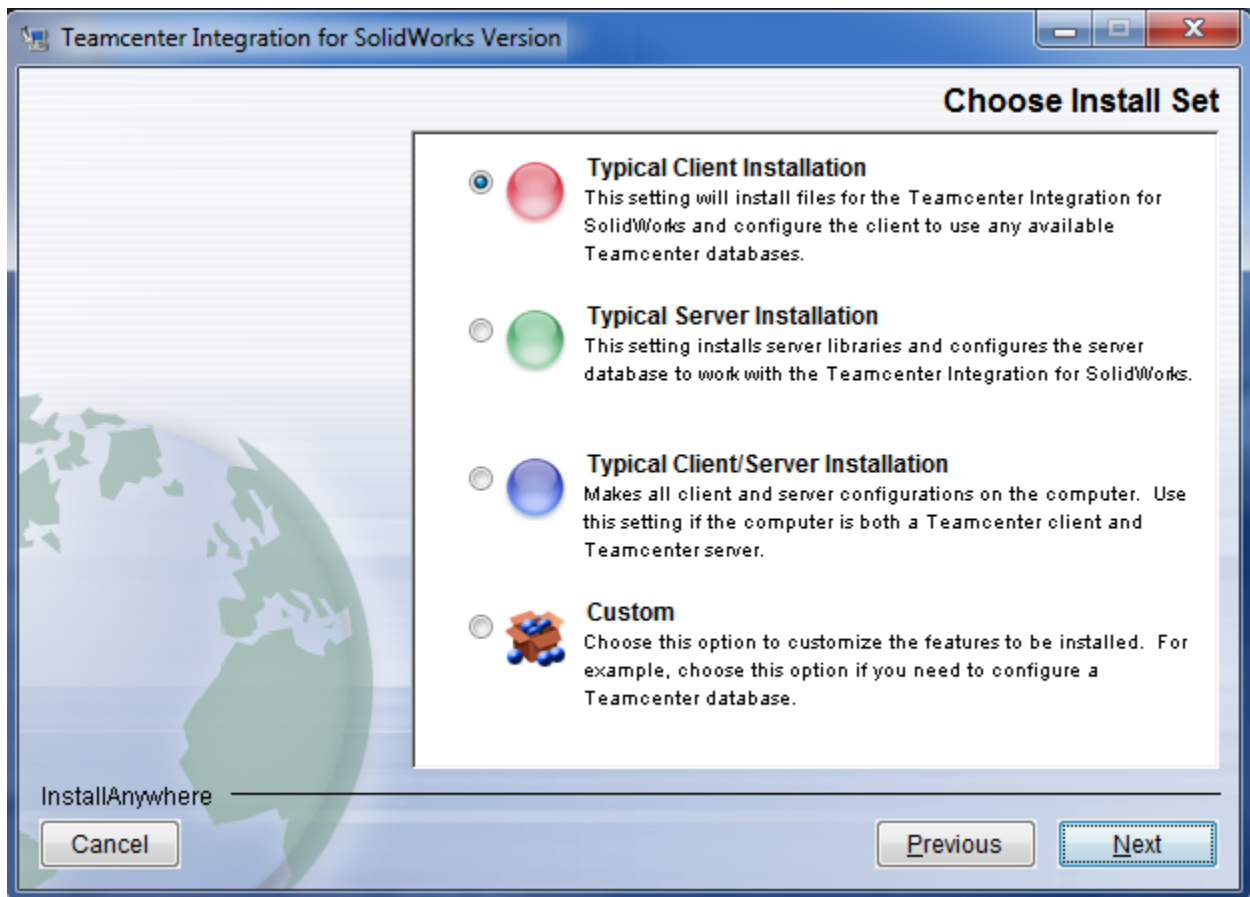 Teamcenter Integration for SolidWorks Version
Choose Install Set
Typical Client Installation
This setting will install files for the Teamcenter Integration for
SolidWorks and configure the client to use any available
Teamcenter databases.
Typical Server Installation
This setting installs server libraries and configures the server
database to work with the Teamcenter Integration for SolidWorks.
Typical Client/Server Installation
Makes all client and server configurations on the computer.  Use
this setting if the computer is both a Teamcenter client and
Teamcenter server.
Custom
Choose this option to customize the features to be installed.  For
example, choose this option if you need to configure a
Teamcenter database.
InstallAnywhere
Cancel
Previous
Next